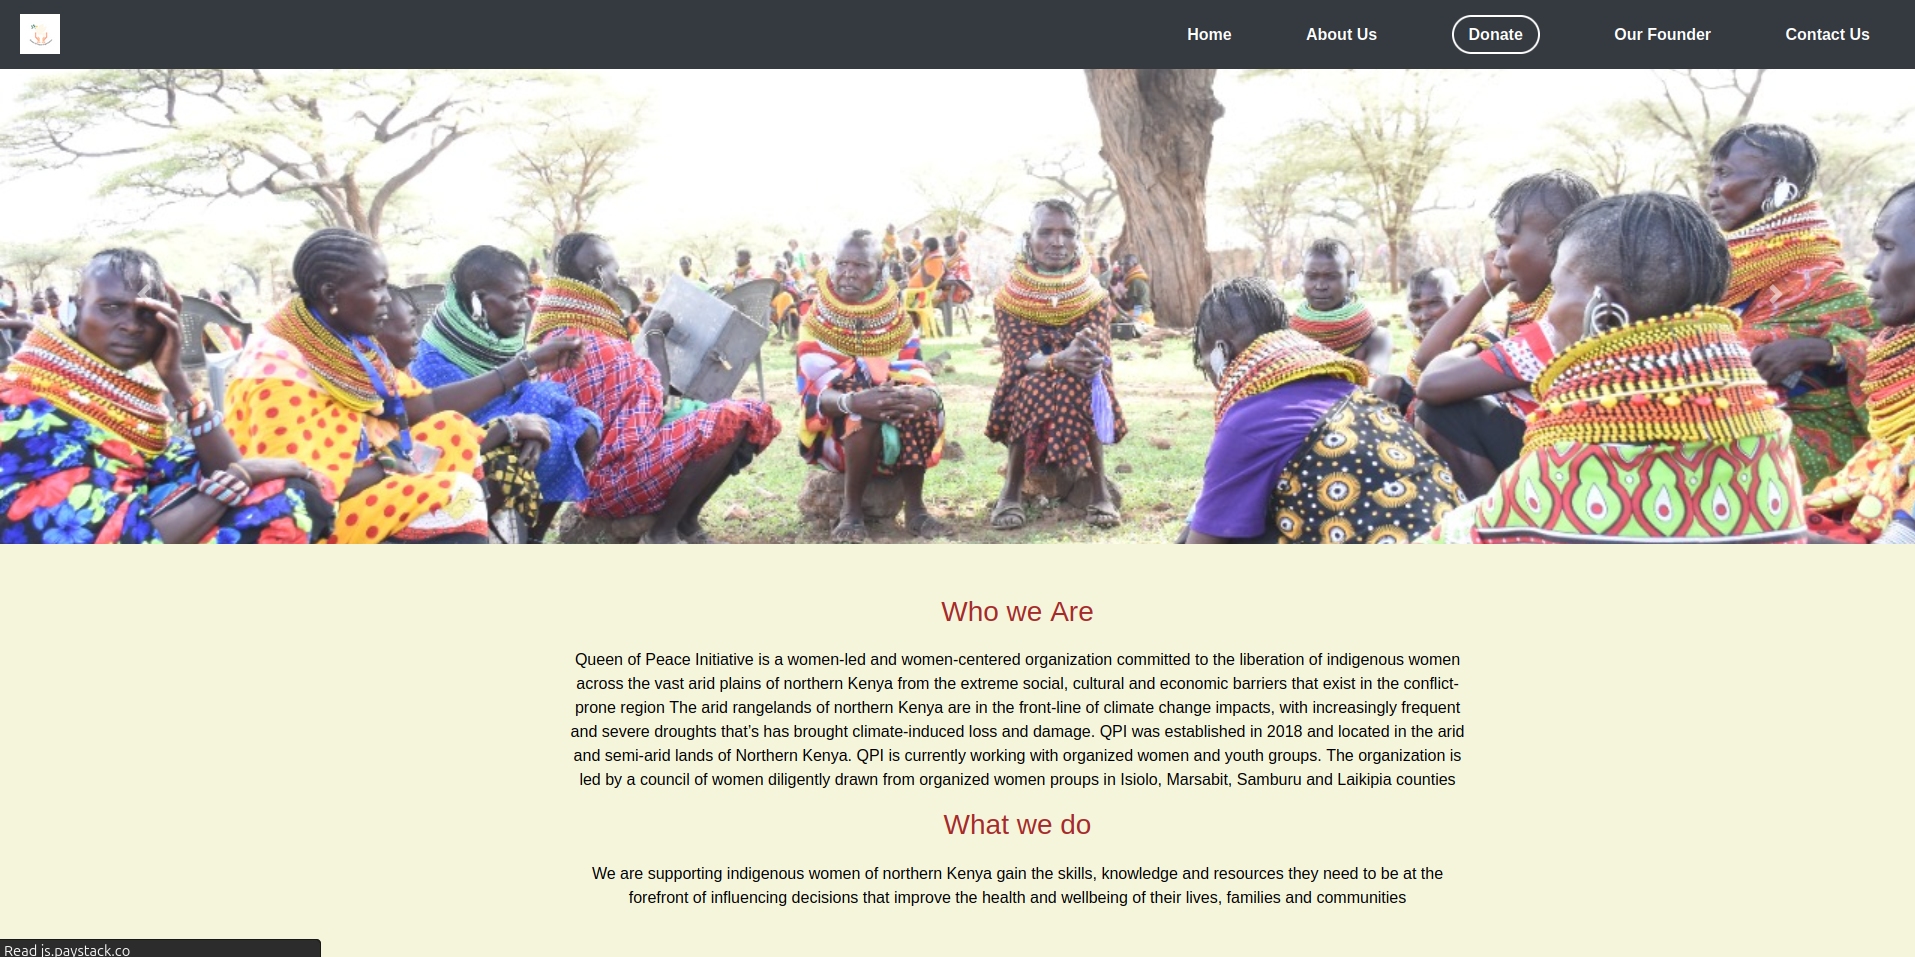 Home
About Us
Donate
Our Founder
Contact Us
Who we Are
Queen of Peace Initiative is a women-led and women-centered organization committed to the liberation of indigenous women
across the vast arid plains of northern Kenya from the extreme social, cultural and economic barriers that exist in the conflict-
prone region The arid rangelands of northern Kenya are in the front-line of climate change impacts, with increasingly frequent
and severe droughts that’s has brought climate-induced loss and damage. QPI was established in 2018 and located in the arid
and semi-arid lands of Northern Kenya. QPI is currently working with organized women and youth groups. The organization is
led by a council of women diligently drawn from organized women proups in Isiolo, Marsabit, Samburu and Laikipia counties
What we do
We are supporting indigenous women of northern Kenya gain the skills, knowledge and resources they need to be at the
forefront of influencing decisions that improve the health and wellbeing of their lives, families and communities
Read js.paystack.co